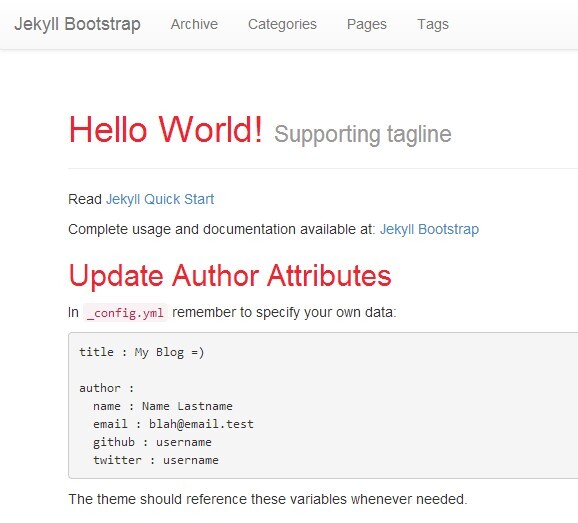 Jekyll Bootstrap Archive Categories Pages Tags
Hello World! Supporting tagline
Read Jekyll Quick Start
Complete usage and documentation available at: Jekyll Bootstrap
Update Author Attributes
In _config.yml remember to specify your own data:
title : My Blog =)
author :
name : Name Lastname
email : blah@email.test
github : username
twitter : username
The theme should reference these variables whenever needed.